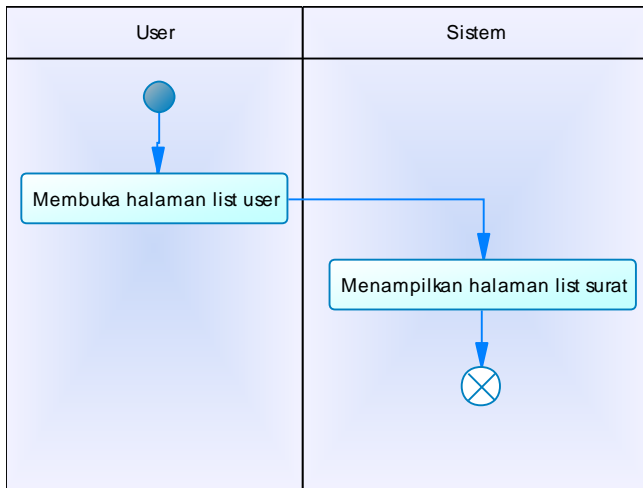 User
Sistem
Membuka halaman list user
Menampilkan halaman list surat